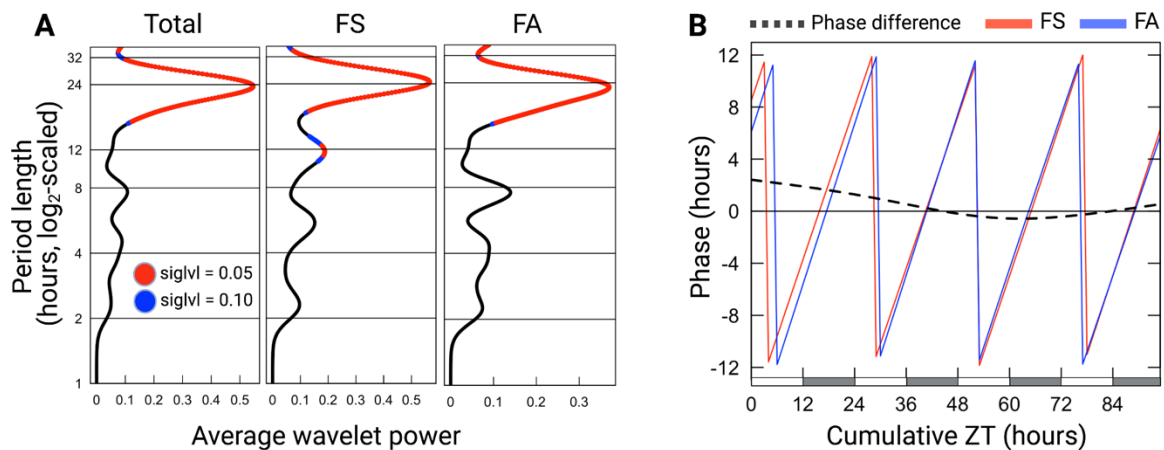 A
Total
FS
FA
Period length
(hours, log2-scaled)
32
24
12
8
4
2
1
siglvl = 0.05
siglvl = 0.10
0 0.1 0.2 0.3 0.4 0.5
0 0.1 0.2 0.3 0.4 0.5
0 0.1 0.2 0.3
Average wavelet power
B
Phase difference FS FA
Phase (hours)
12
8
4
0
-4
-8
-12
0 12 24 36 48 60 72 84
Cumulative ZT (hours)